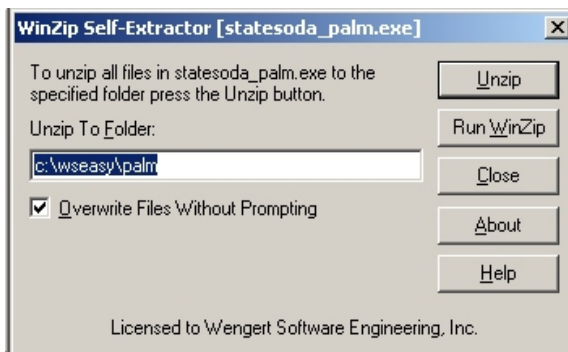 WinZip Self-Extractor [statesoda_palm.exe]
To unzip all files in statesoda_palm.exe to the
specified folder press the Unzip button.
Unzip To Folder:
c:\wseasy\palm
Overwrite Files Without Prompting
Unzip
Run WinZip
Close
About
Help
Licensed to Wengert Software Engineering, Inc.